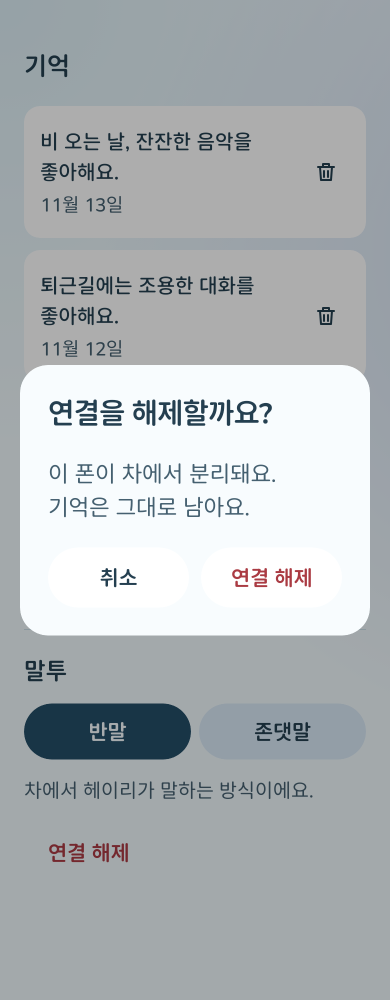 기억
비 오는 날, 잔잔한 음악을
좋아해요.
11월 13일
퇴근길에는 조용한 대화를
좋아해요.
11월 12일
연결을 해제할까요?
이 폰이 차에서 분리돼요.
기억은 그대로 남아요.
취소
연결 해제
말투
반말
존댓말
차에서 헤이리가 말하는 방식이에요.
연결 해제